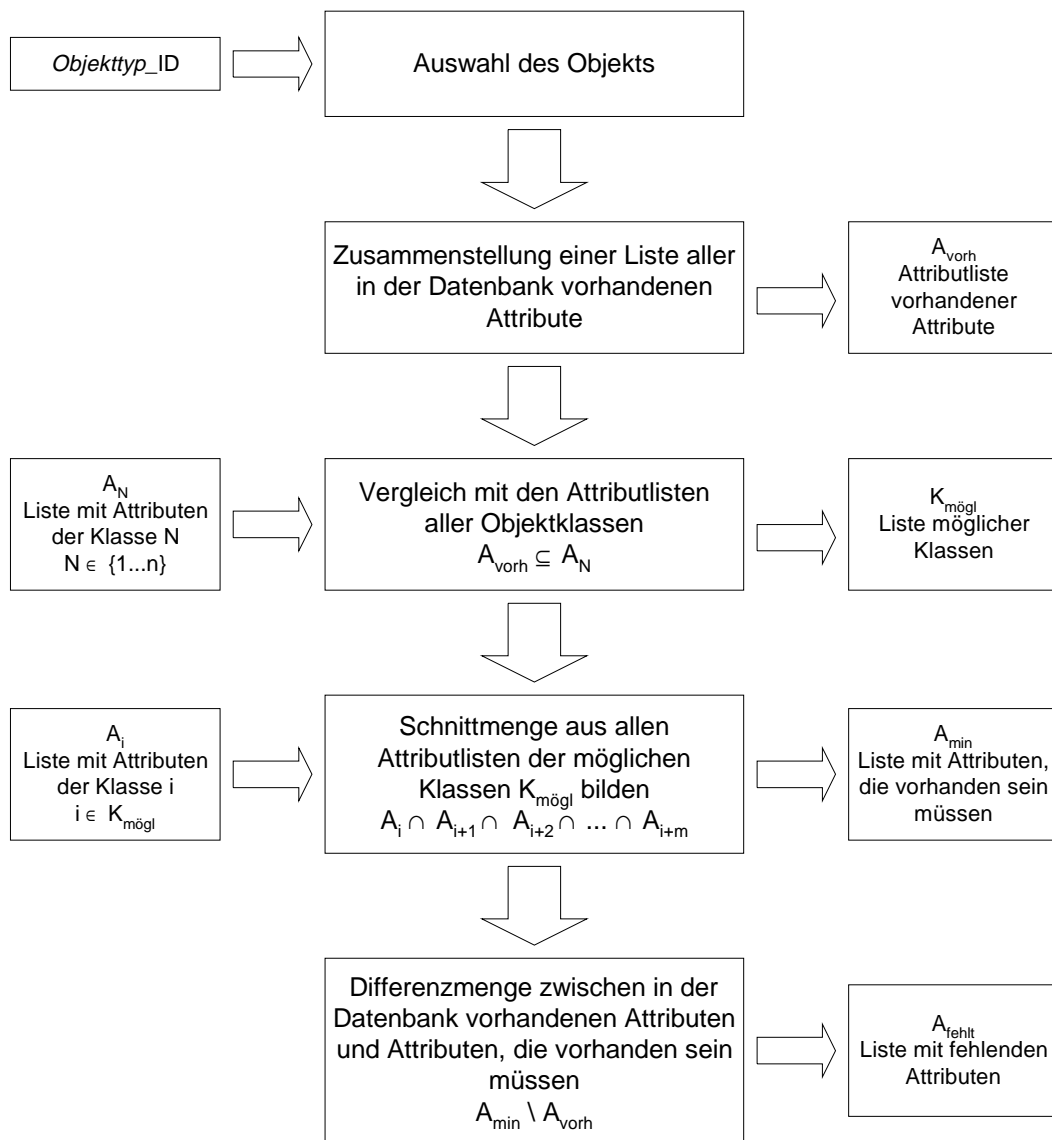 Objekttyp_ID
Auswahl des Objekts
Zusammenstellung einer Liste aller
in der Datenbank vorhandenen
Attribute
A_vorh
Attributliste
vorhandener
Attribute
A_N
Liste mit Attributen
der Klasse N
N ∈ {1...n}
Vergleich mit den Attributlisten
aller Objektklassen
A_vorh ⊆ A_N
K_mögl
Liste möglicher
Klassen
A_i
Liste mit Attributen
der Klasse i
i ∈ K_mögl
Schnittmenge aus allen
Attributlisten der möglichen
Klassen K_mögl bilden
A_i ∩ A_i+1 ∩ A_i+2 ∩ ... ∩ A_i+m
A_min
Liste mit Attributen,
die vorhanden sein
müssen
Differenzmenge zwischen in der
Datenbank vorhandenen Attributen
und Attributen, die vorhanden sein
müssen
A_min \ A_vorh
A_fehlt
Liste mit fehlenden
Attributen